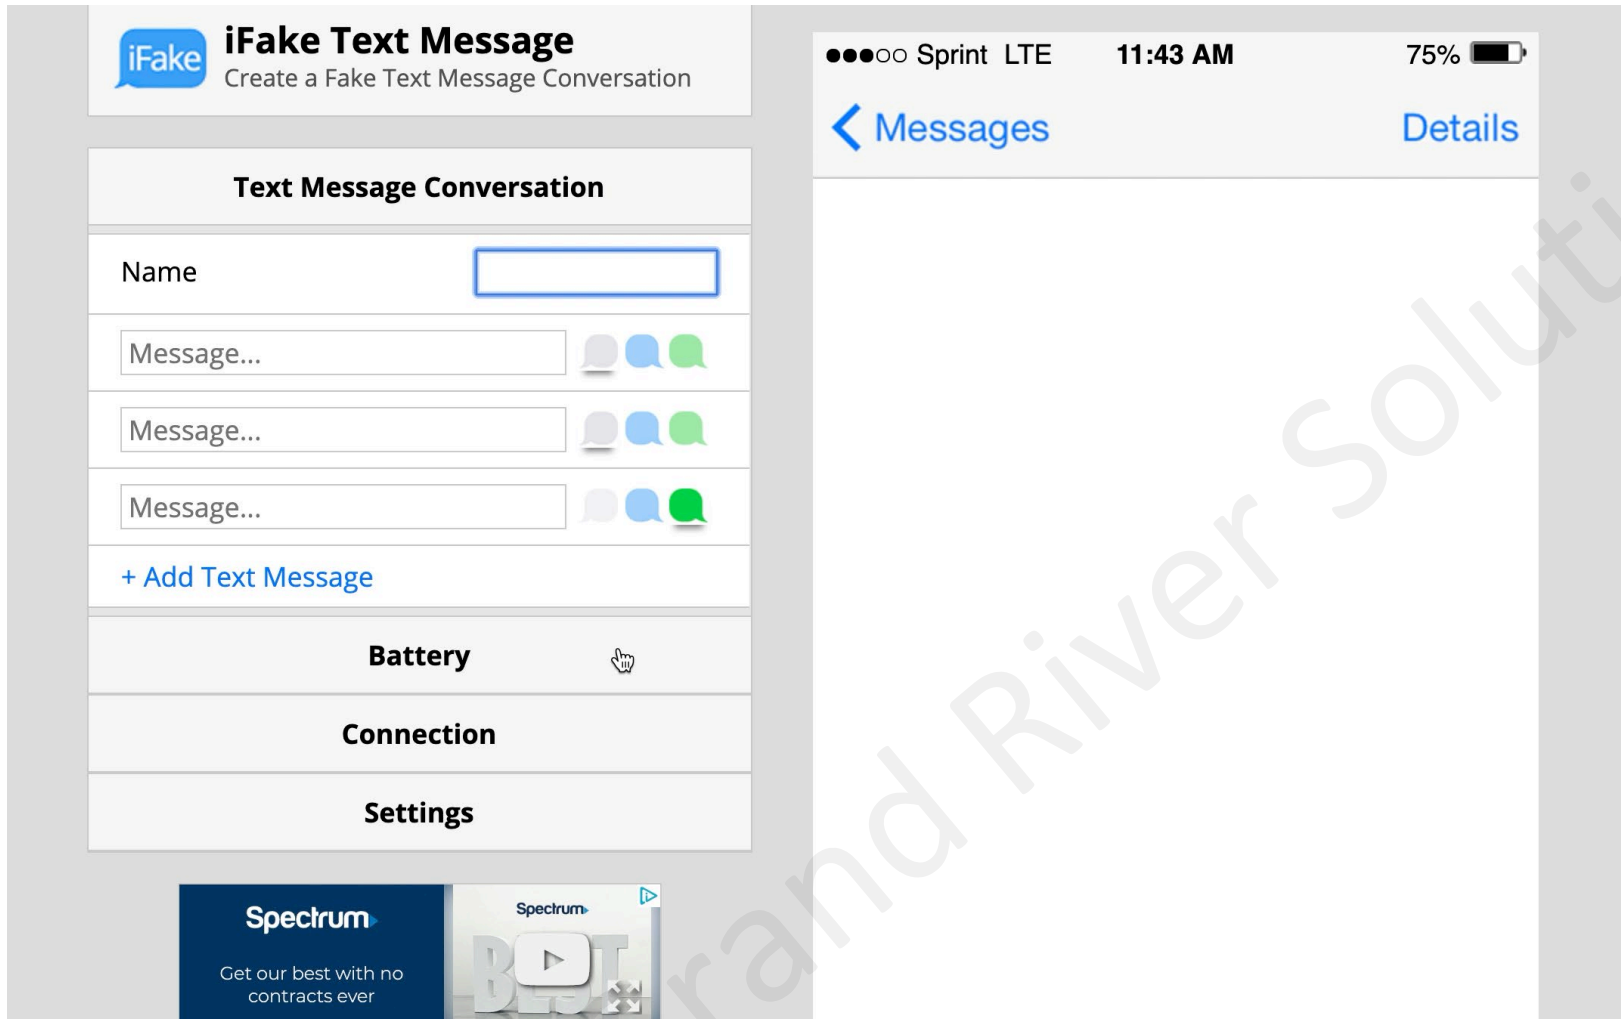 iFake
iFake Text Message
Create a Fake Text Message Conversation
Text Message Conversation
Name
Message...
Message...
Message...
+ Add Text Message
Battery
Connection
Settings
Spectrum
Get our best with no
contracts ever
Spectrum
BEST
Sprint LTE 11:43 AM 75%
Messages Details
rand River Soluti